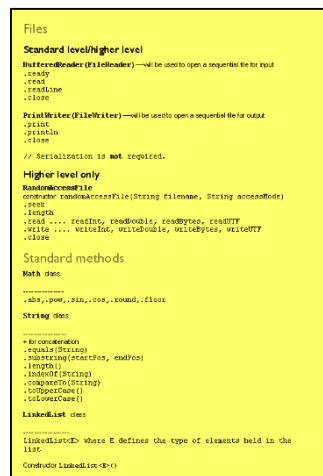 Files
Standard level/higher level
BufferedReader(FileReader)—will be used to open a sequential file for input
.ready
.read
.readLine
.close
PrintWriter(FileWriter)—will be used to open a sequential file for output
.print
.println
.close
// Serialization is not required.
Higher level only
RandomAccessFile
constructor randomAccessFile(String filename, String accessMode)
.seek
.length
.read .... readInt, readDouble, readBytes, readUTF
.write .... writeInt, writeDouble, writeBytes, writeUTF
.close
Standard methods
Math class
----------------
.abs,.pow,.sin,.cos,.round,.floor
String class
----------------
+ for concatenation
.equals(String)
.substring(startPos, endPos)
.length()
.indexOf(String)
.compareTo(String)
.toUpperCase()
.toLowerCase()
LinkedList class
----------------
LinkedList<E> where E defines the type of elements held in the
list
Constructor LinkedList<E>()